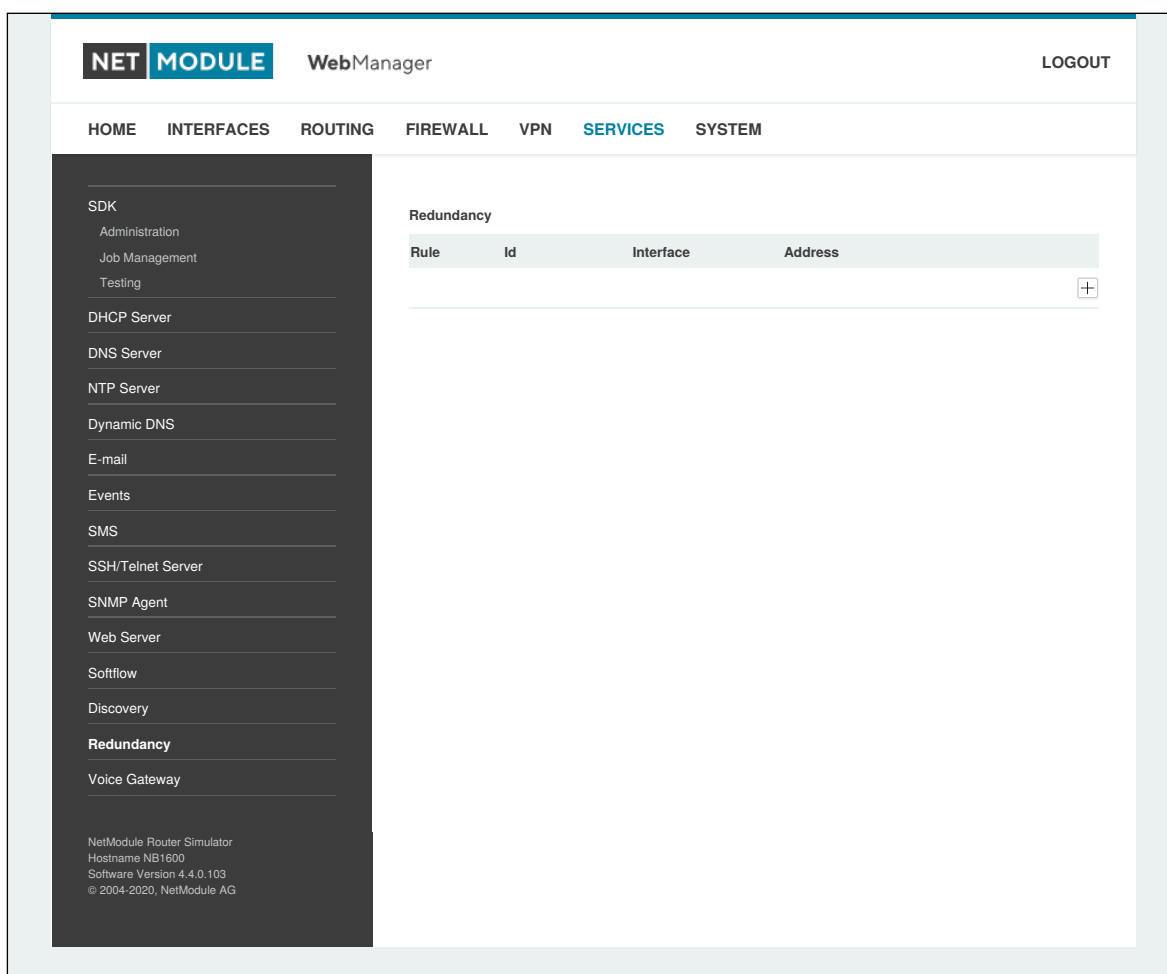 NET MODULE WebManager LOGOUT
HOME INTERFACES ROUTING FIREWALL VPN SERVICES SYSTEM
SDK
Administration
Job Management
Testing
DHCP Server
DNS Server
NTP Server
Dynamic DNS
E-mail
Events
SMS
SSH/Telnet Server
SNMP Agent
Web Server
Softflow
Discovery
Redundancy
Voice Gateway
NetModule Router Simulator
Hostname NB1600
Software Version 4.4.0.103
© 2004-2020, NetModule AG
Redundancy
Rule Id Interface Address